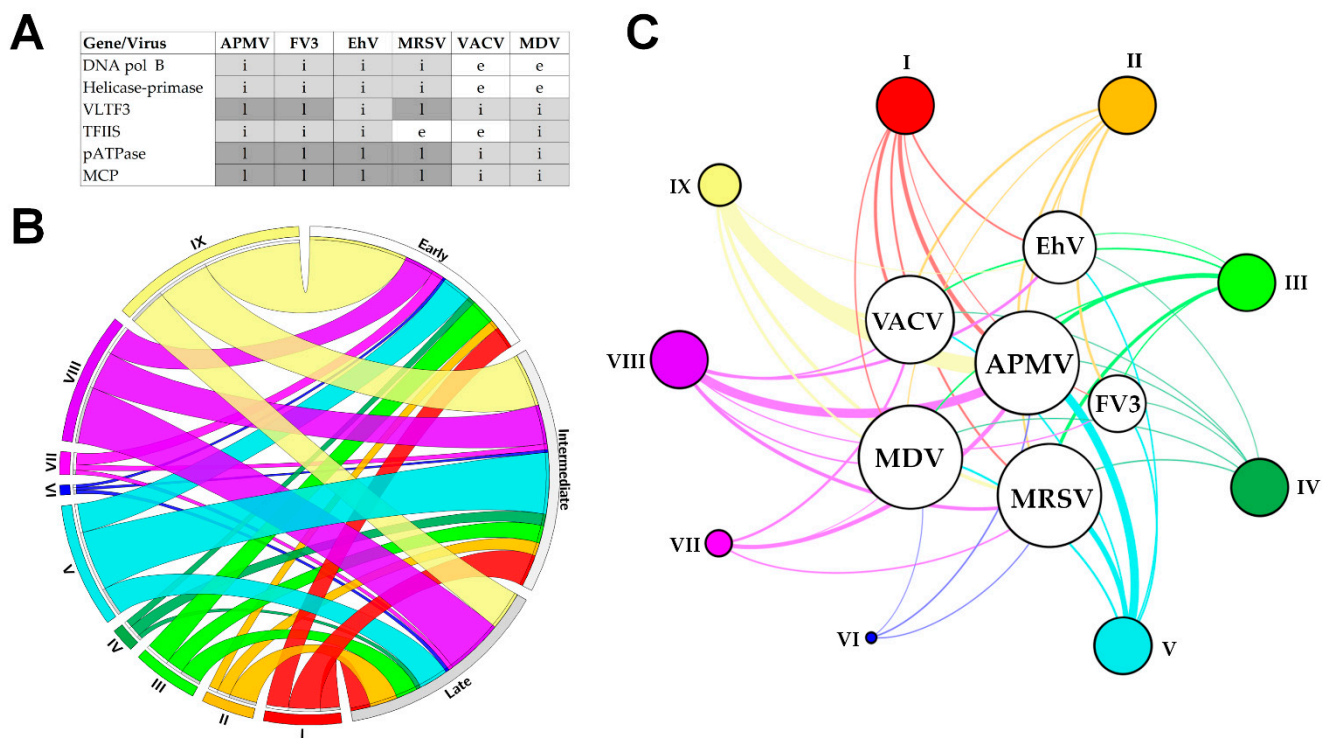 A
Gene/Virus APMV FV3 EhV MRSV VACV MDV
DNA pol B i i i i e e
Helicase-primase i i i i e e
VLTF3 l l i l i i
TFIIS i i i e e i
pATPase l l l l i i
MCP l l l l i i
B
IX
Early
VIII
Intermediate
VII
VI
V
IV
III
II
I
Late
C
I
II
IX
EhV
III
VACV
VIII
APMV
FV3
MDV
MRSV
IV
VII
VI
V